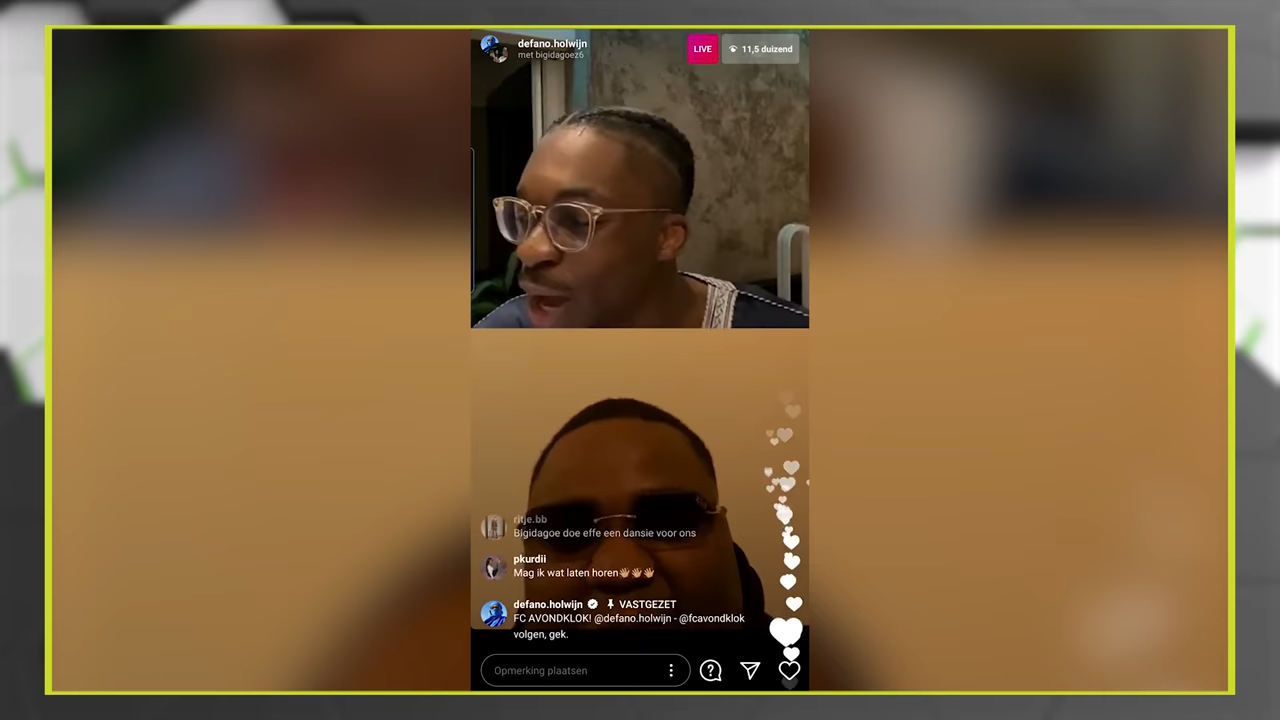 defano.holwijn
met bigidagoez6
LIVE
11,5 duizend
ritje.bb
Bigidagoe doe effe een dansie voor ons
pkurdii
Mag ik wat laten horen👋🏼👋🏼👋🏼
defano.holwijn VASTGEZET
FC AVONDKLOK! @defano.holwijn - @fcavondklok
volgen, gek.
Opmerking plaatsen